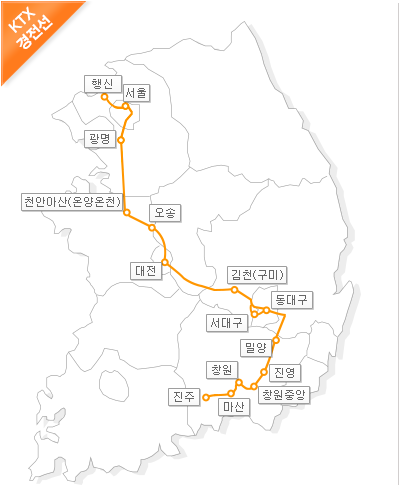 KTX
경전선
행신
서울
광명
천안아산(온양온천)
오송
대전
김천(구미)
동대구
서대구
밀양
창원
진영
진주
마산
창원중앙